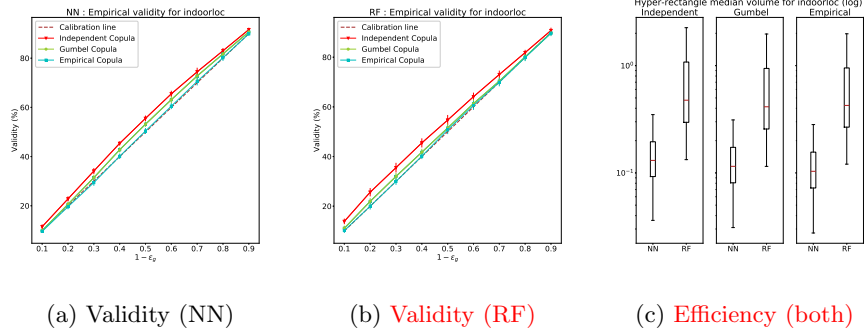 NN : Empirical validity for indoorloc
Calibration line
Independent Copula
Gumbel Copula
Empirical Copula
Validity (%)
80
60
40
20
0.1 0.2 0.3 0.4 0.5 0.6 0.7 0.8 0.9
1 − ε_g
(a) Validity (NN)
RF : Empirical validity for indoorloc
Calibration line
Independent Copula
Gumbel Copula
Empirical Copula
Validity (%)
80
60
40
20
0.1 0.2 0.3 0.4 0.5 0.6 0.7 0.8 0.9
1 − ε_g
(b) Validity (RF)
Hyper-rectangle median volume for indoorloc (log)
Independent Gumbel Empirical
10⁰
10⁻¹
NN RF NN RF NN RF
(c) Efficiency (both)